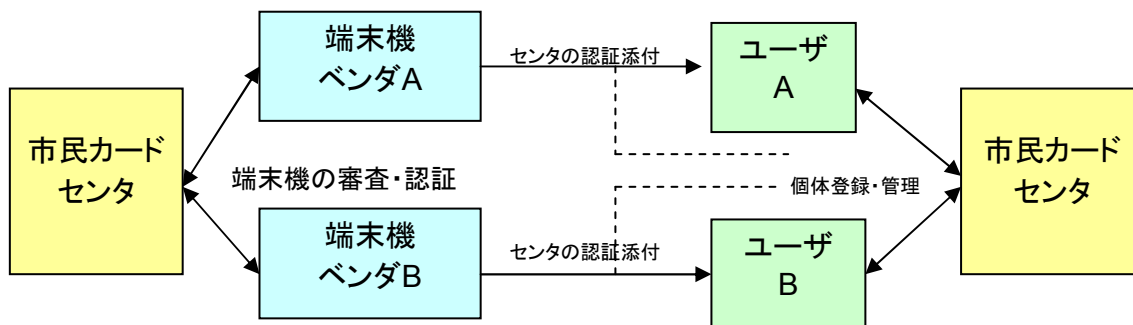 市民カード
センタ
端末機
ベンダA
センタの認証添付
ユーザ
A
端末機の審査・認証
端末機
ベンダB
センタの認証添付
ユーザ
B
個体登録・管理
市民カード
センタ